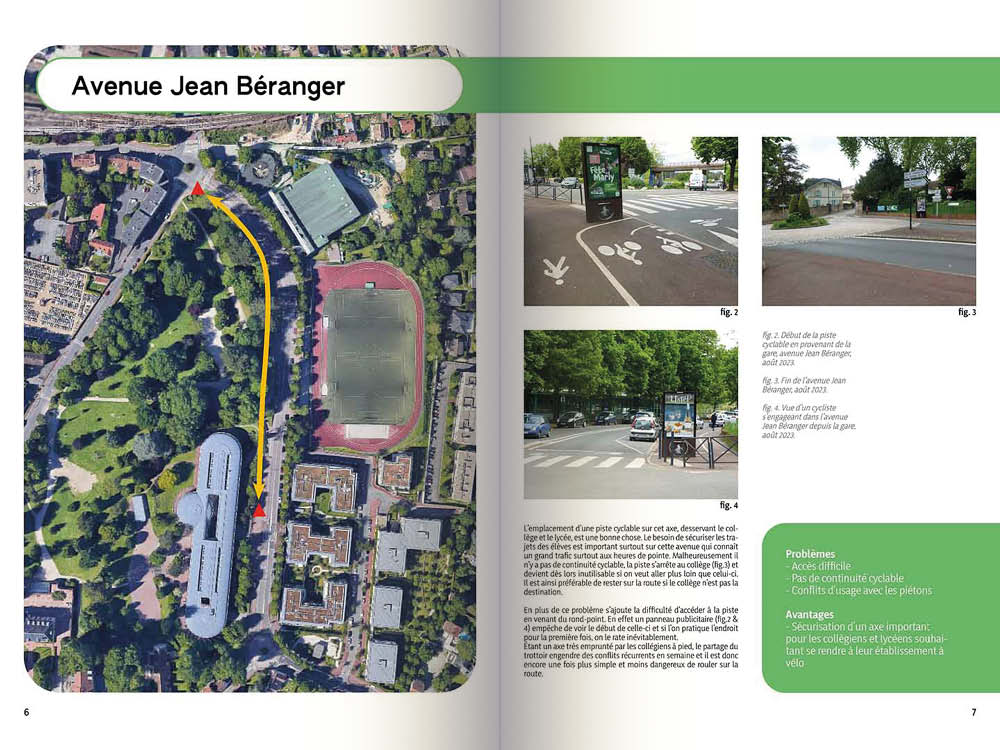 Avenue Jean Béranger
fig. 2
fig. 3
fig. 2. Début de la piste
cyclable en provenant de la
gare, avenue Jean Béranger,
août 2023.
fig. 3. Fin de l'avenue Jean
Béranger, août 2023.
fig. 4. Vue d'un cycliste
s'engageant dans l'avenue
Jean Béranger depuis la gare,
août 2023.
fig. 4
L'emplacement d'une piste cyclable sur cet axe, desservant le col-
lège et le lycée, est une bonne chose. Le besoin de sécuriser les tra-
jets des élèves est important surtout sur cette avenue qui connait
un grand trafic surtout aux heures de pointe. Malheureusement il
n'y a pas de continuité cyclable, la piste s'arrête au collège (fig.3) et
devient dès lors inutilisable si on veut aller plus loin que celui-ci.
Il est ainsi préférable de rester sur la route si le collège n'est pas la
destination.
En plus de ce problème s'ajoute la difficulté d'accéder à la piste
en venant du rond-point. En effet un panneau publicitaire (fig.2 &
4) empêche de voir le début de celle-ci et si l'on pratique l'endroit
pour la première fois, on le rate inévitablement.
Étant un axe très emprunté par les collégiens à pied, le partage du
trottoir engendre des conflits récurrents en semaine et il est donc
encore une fois plus simple et moins dangereux de rouler sur la
route.
Problèmes
- Accès difficile
- Pas de continuité cyclable
- Conflits d'usage avec les piétons
Avantages
- Sécurisation d'un axe important
pour les collégiens et lycéens souhai-
tant se rendre à leur établissement à
vélo
6
7